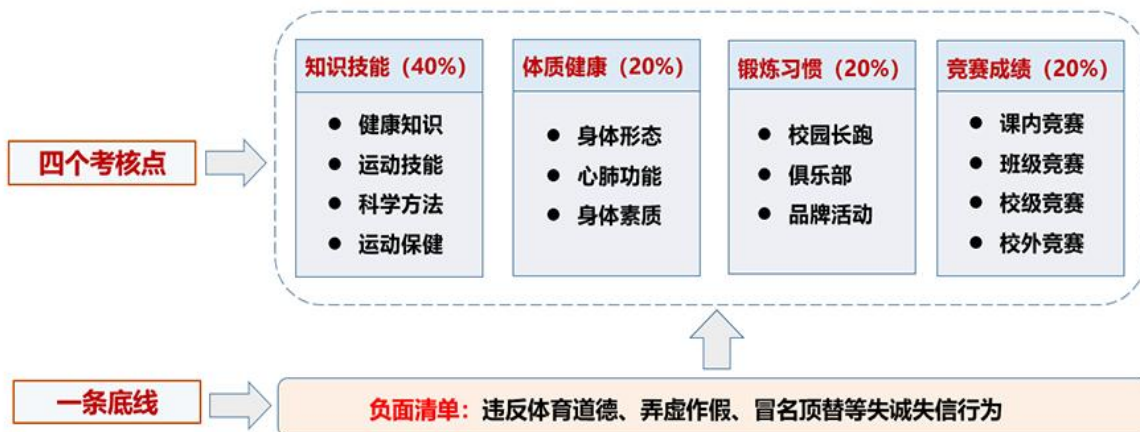 知识技能（40%）
健康知识
运动技能
科学方法
运动保健
体质健康（20%）
身体形态
心肺功能
身体素质
锻炼习惯（20%）
校园长跑
俱乐部
品牌活动
竞赛成绩（20%）
课内竞赛
班级竞赛
校级竞赛
校外竞赛
四个考核点
一条底线
负面清单：违反体育道德、弄虚作假、冒名顶替等失诚失信行为